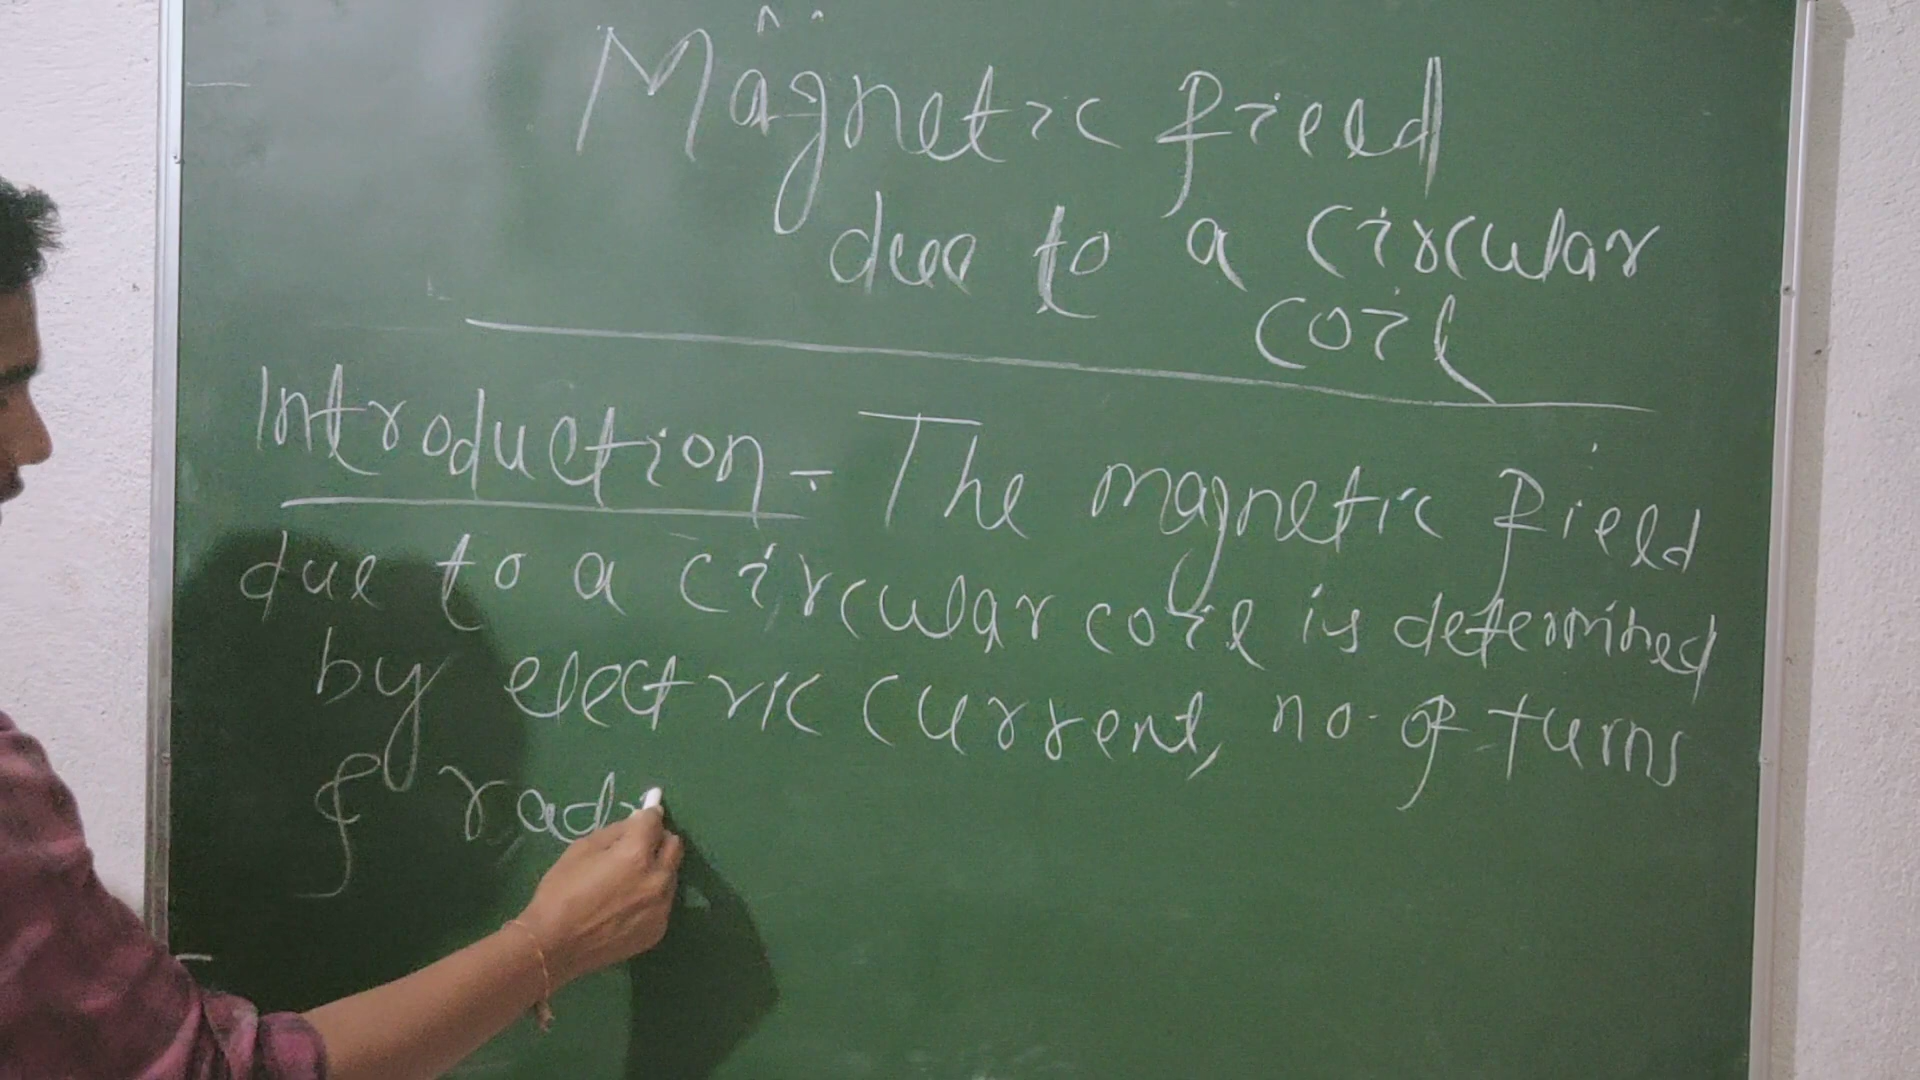 Magnetic field
due to a circular
coil
Introduction - The magnetic field
due to a circular coil is determined
by electric current, no. of turns
& rad